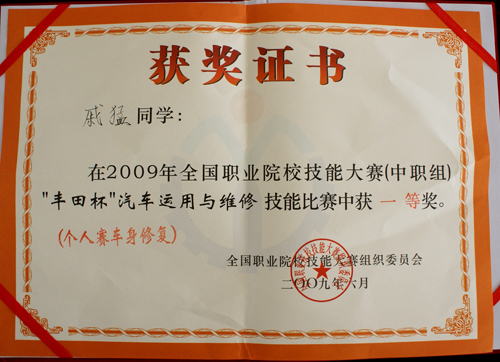 获奖证书
戚猛同学:
在2009年全国职业院校技能大赛(中职组)
"丰田杯"汽车运用与维修 技能比赛中获 一 等奖。
(个人赛车身修复)
全国职业院校技能大赛组织委员会
二〇〇九年六月